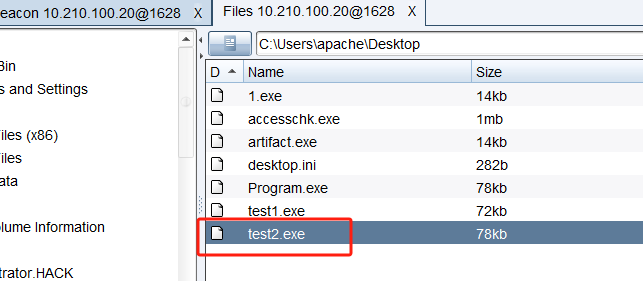 eacon 10.210.100.20@1628 X Files 10.210.100.20@1628 X
C:\Users\apache\Desktop
D Name Size
Bin
s and Settings
iles (x86)
iles
ata
olume Information
trator.HACK
1.exe 14kb
accesschk.exe 1mb
artifact.exe 14kb
desktop.ini 282b
Program.exe 78kb
test1.exe 72kb
test2.exe 78kb